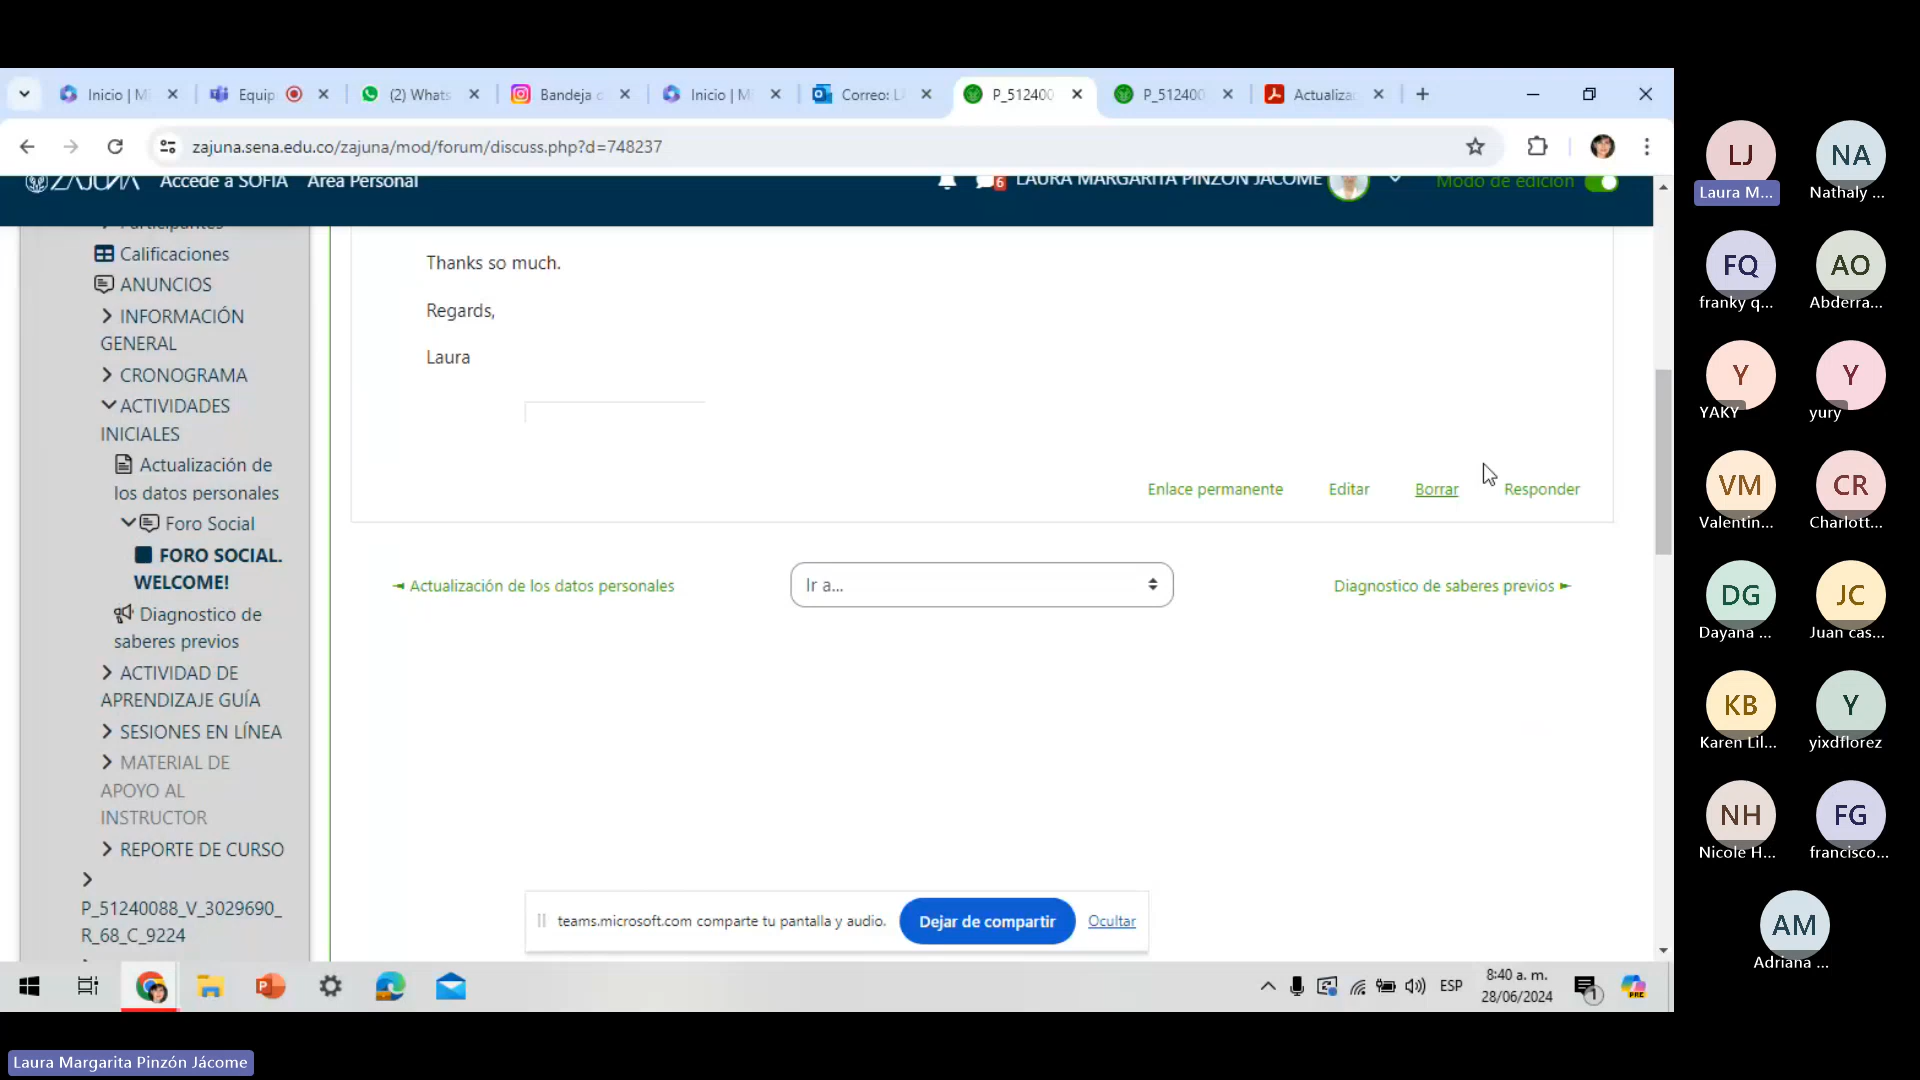 Inicio | M
Equip
(2) Whats
Bandeja
Inicio | M
Correo: L
P_512400
P_512400
Actualiza
zajuna.sena.edu.co/zajuna/mod/forum/discuss.php?d=748237
ZAJUNA
Accede a SOFIA
Área Personal
6
LAURA MARGARITA PINZÓN JÁCOME
Modo de edición
Participantes
Calificaciones
ANUNCIOS
INFORMACIÓN
GENERAL
CRONOGRAMA
ACTIVIDADES
INICIALES
Actualización de
los datos personales
Foro Social
FORO SOCIAL.
WELCOME!
Diagnostico de
saberes previos
ACTIVIDAD DE
APRENDIZAJE GUÍA
SESIONES EN LÍNEA
MATERIAL DE
APOYO AL
INSTRUCTOR
REPORTE DE CURSO
P_51240088_V_3029690_
R_68_C_9224
Thanks so much.
Regards,
Laura
Enlace permanente
Editar
Borrar
Responder
◄ Actualización de los datos personales
Ir a...
Diagnostico de saberes previos ►
teams.microsoft.com comparte tu pantalla y audio.
Dejar de compartir
Ocultar
ESP
8:40 a. m.
28/06/2024
1
PRE
LJ
Laura M...
NA
Nathaly ...
FQ
franky q...
AO
Abderra...
Y
YAKY
Y
yury
VM
Valentin...
CR
Charlott...
DG
Dayana ...
JC
Juan cas...
KB
Karen Lil...
Y
yixdflorez
NH
Nicole H...
FG
francisco...
AM
Adriana ...
Laura Margarita Pinzón Jácome